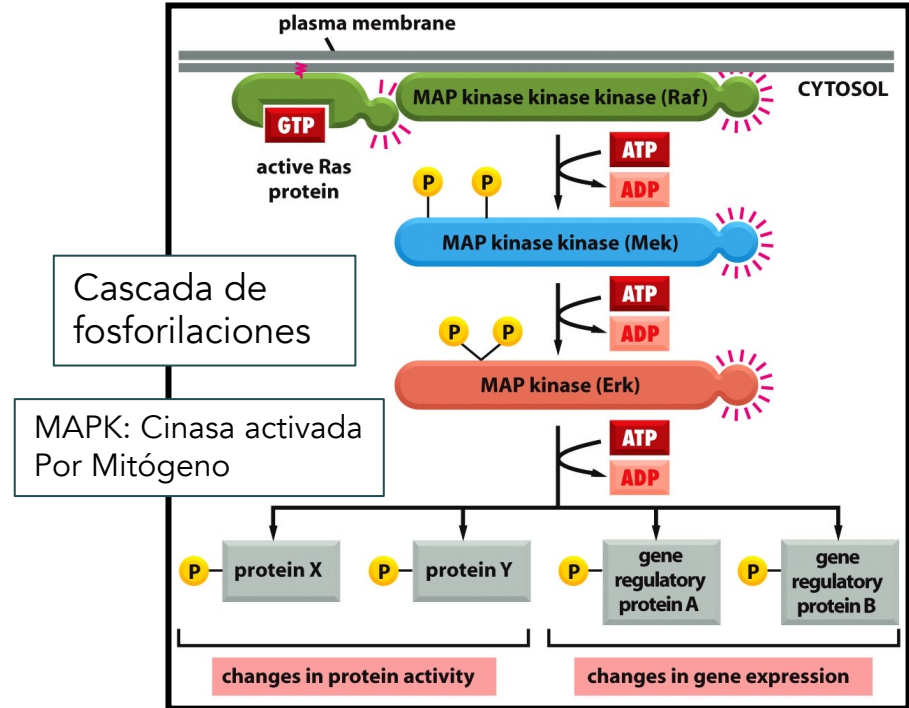 plasma membrane
MAP kinase kinase kinase (Raf)
CYTOSOL
GTP
active Ras
protein
ATP
ADP
P
P
MAP kinase kinase (Mek)
Cascada de
fosforilaciones
ATP
ADP
P
P
MAP kinase (Erk)
MAPK: Cinasa activada
Por Mitógeno
ATP
ADP
P
protein X
P
protein Y
P
gene
regulatory
protein A
P
gene
regulatory
protein B
changes in protein activity
changes in gene expression